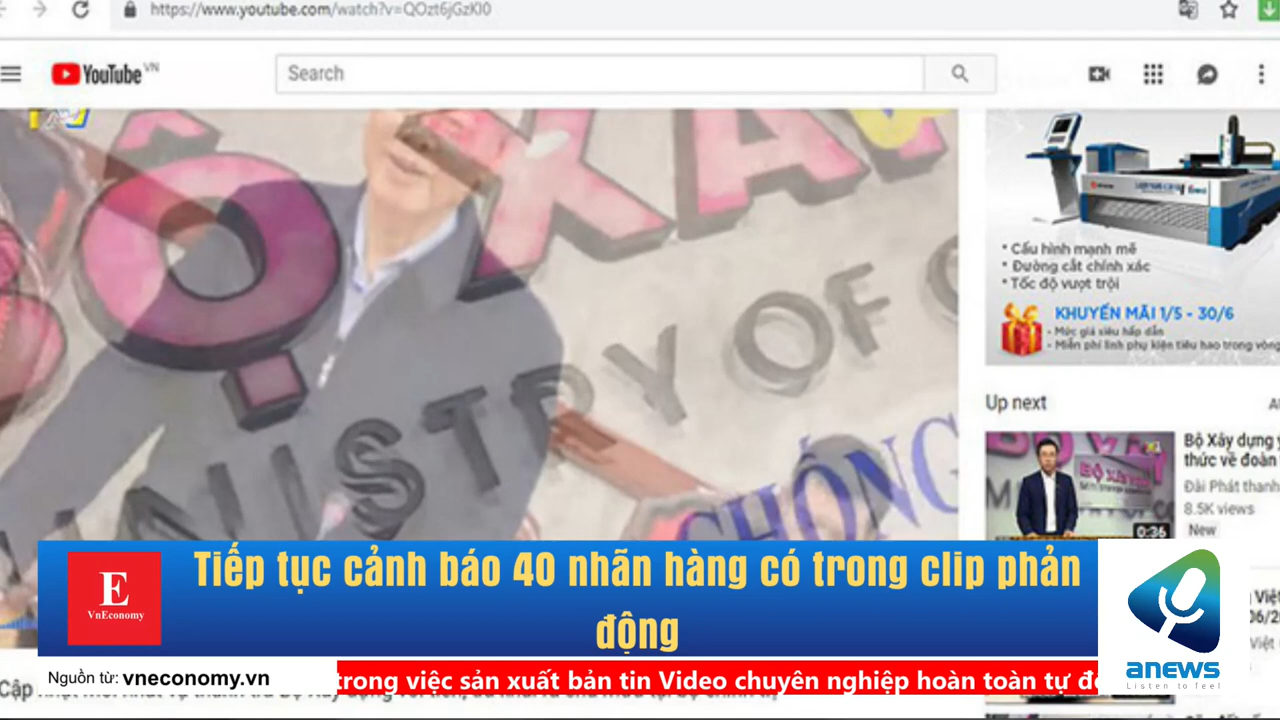 https://www.youtube.com/watch?v=QOzt6jGzKI0
YouTube VN
Search
Ộ XÂY
MINISTRY OF
CHỐNG
* Cấu hình mạnh mẽ
* Đường cắt chính xác
* Tốc độ vượt trội
KHUYẾN MÃI 1/5 - 30/6
- Mức giá siêu hấp dẫn
- Miễn phí linh phụ kiện tiêu hao trong vòng
Up next
Bộ Xây dựng
thức về đoàn
Đài Phát thanh
8.5K views
New
0:36
Tiếp tục cảnh báo 40 nhãn hàng có trong clip phản
động
E
VnEconomy
Nguồn từ: vneconomy.vn
trong việc sản xuất bản tin Video chuyên nghiệp hoàn toàn tự
anews
Listen to feel